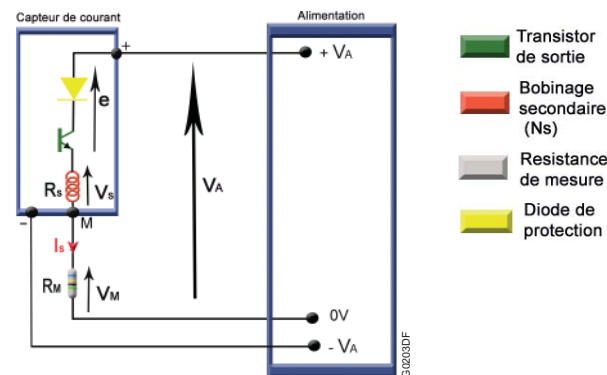 Capteur de courant
Alimentation
+
+ VA
e
VA
Rs
Vs
−
M
Is
RM
VM
0V
- VA
G0203DF
Transistor
de sortie
Bobinage
secondaire
(Ns)
Resistance
de mesure
Diode de
protection